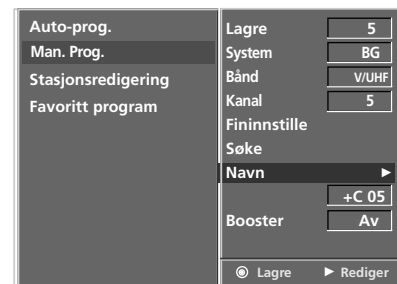 Auto-prog.
Man. Prog.
Stasjonsredigering
Favoritt program
Lagre 5
System BG
Bånd V/UHF
Kanal 5
Fininnstille
Søke
Navn ►
+C 05
Booster Av
◉ Lagre ► Rediger